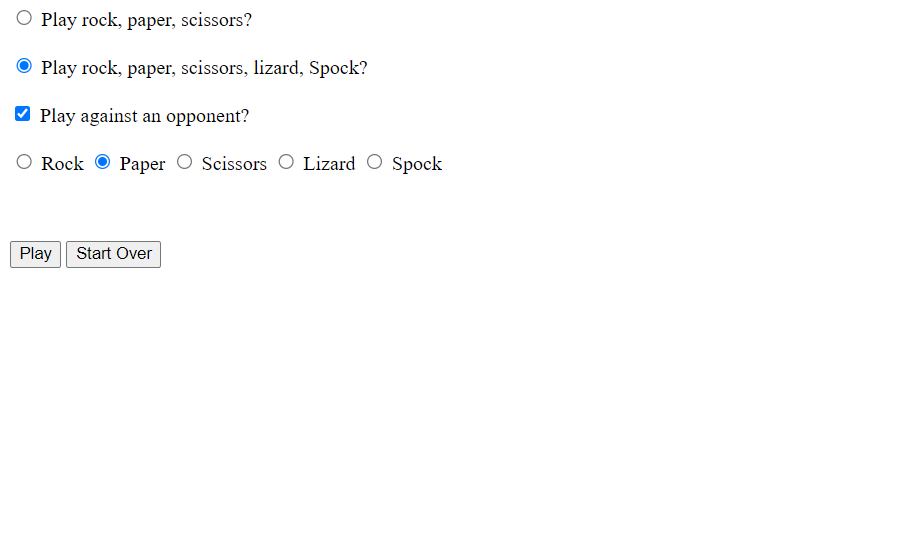 Play rock, paper, scissors?
Play rock, paper, scissors, lizard, Spock?
Play against an opponent?
Rock Paper Scissors Lizard Spock
Play Start Over